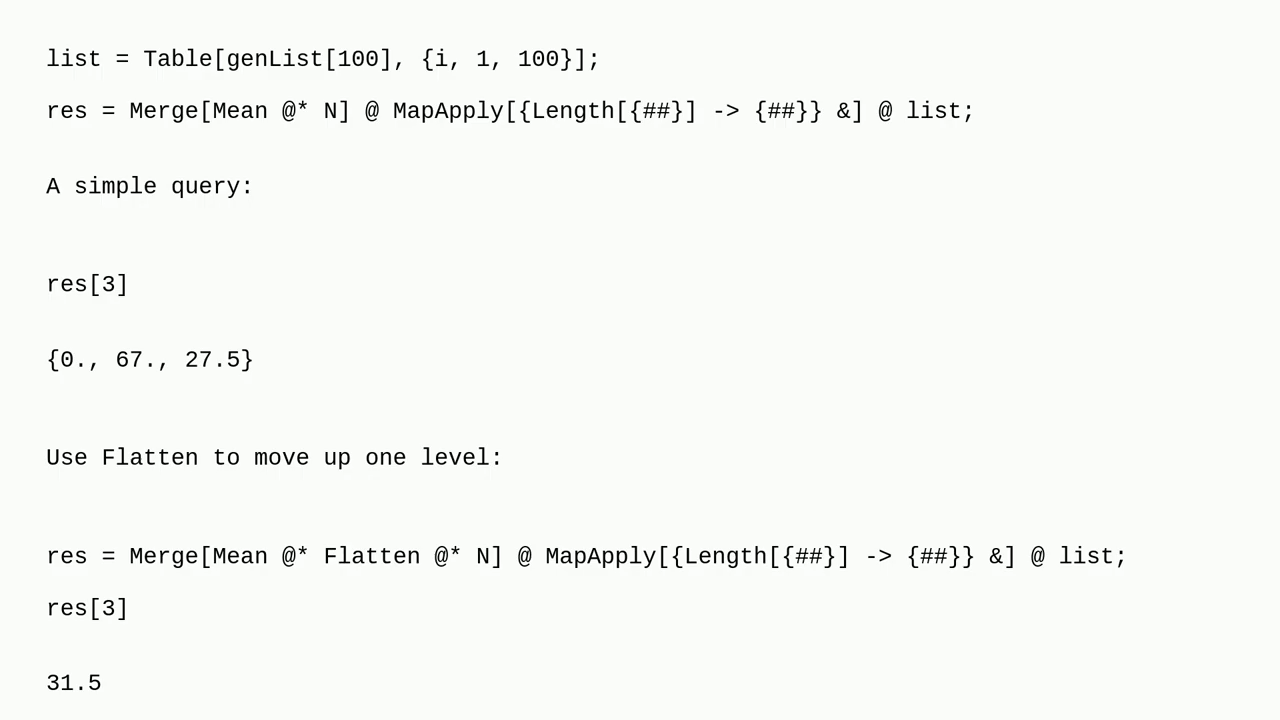 list = Table[genList[100], {i, 1, 100}];
res = Merge[Mean @* N] @ MapApply[{Length[{##}] -> {##}} &] @ list;
A simple query:
res[3]
{0., 67., 27.5}
Use Flatten to move up one level:
res = Merge[Mean @* Flatten @* N] @ MapApply[{Length[{##}] -> {##}} &] @ list;
res[3]
31.5